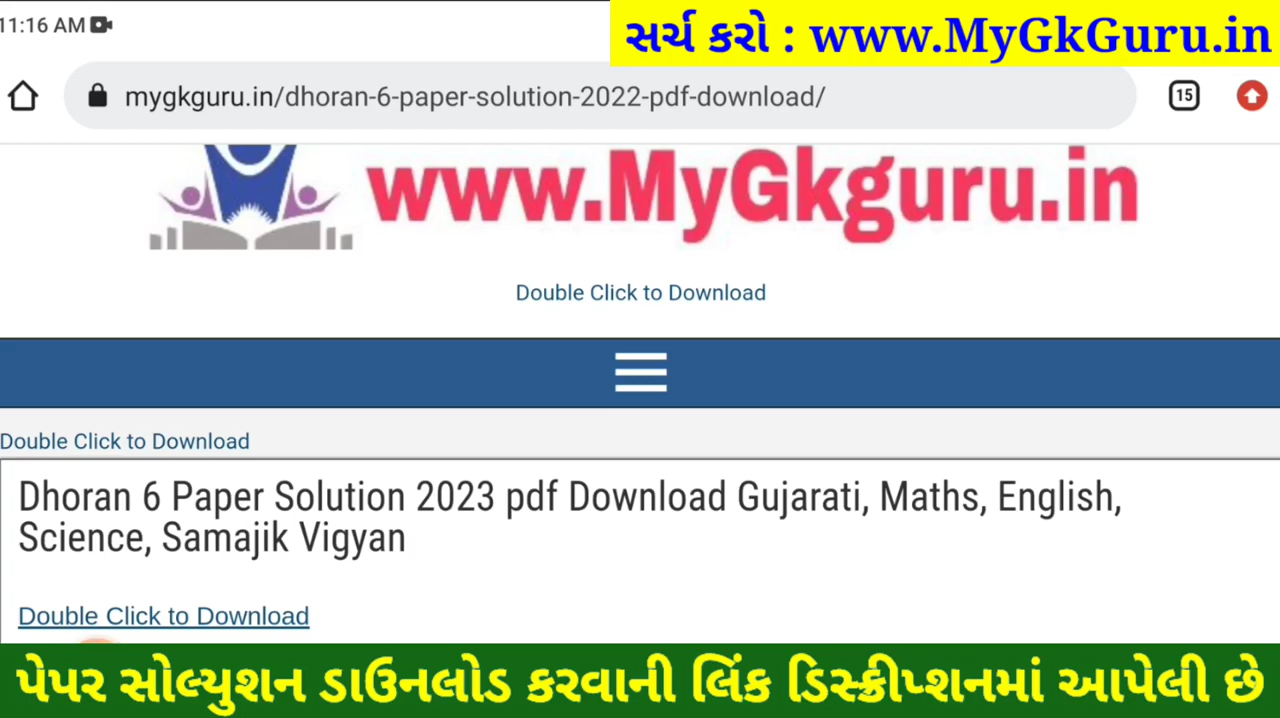 11:16 AM
સર્ચ કરો : www.MyGkGuru.in
mygkguru.in/dhoran-6-paper-solution-2022-pdf-download/
15
www.MyGkguru.in
Double Click to Download
Double Click to Download
Dhoran 6 Paper Solution 2023 pdf Download Gujarati, Maths, English,
Science, Samajik Vigyan
Double Click to Download
પેપર સોલ્યુશન ડાઉનલોડ કરવાની લિંક ડિસ્ક્રીપ્શનમાં આપેલી છે